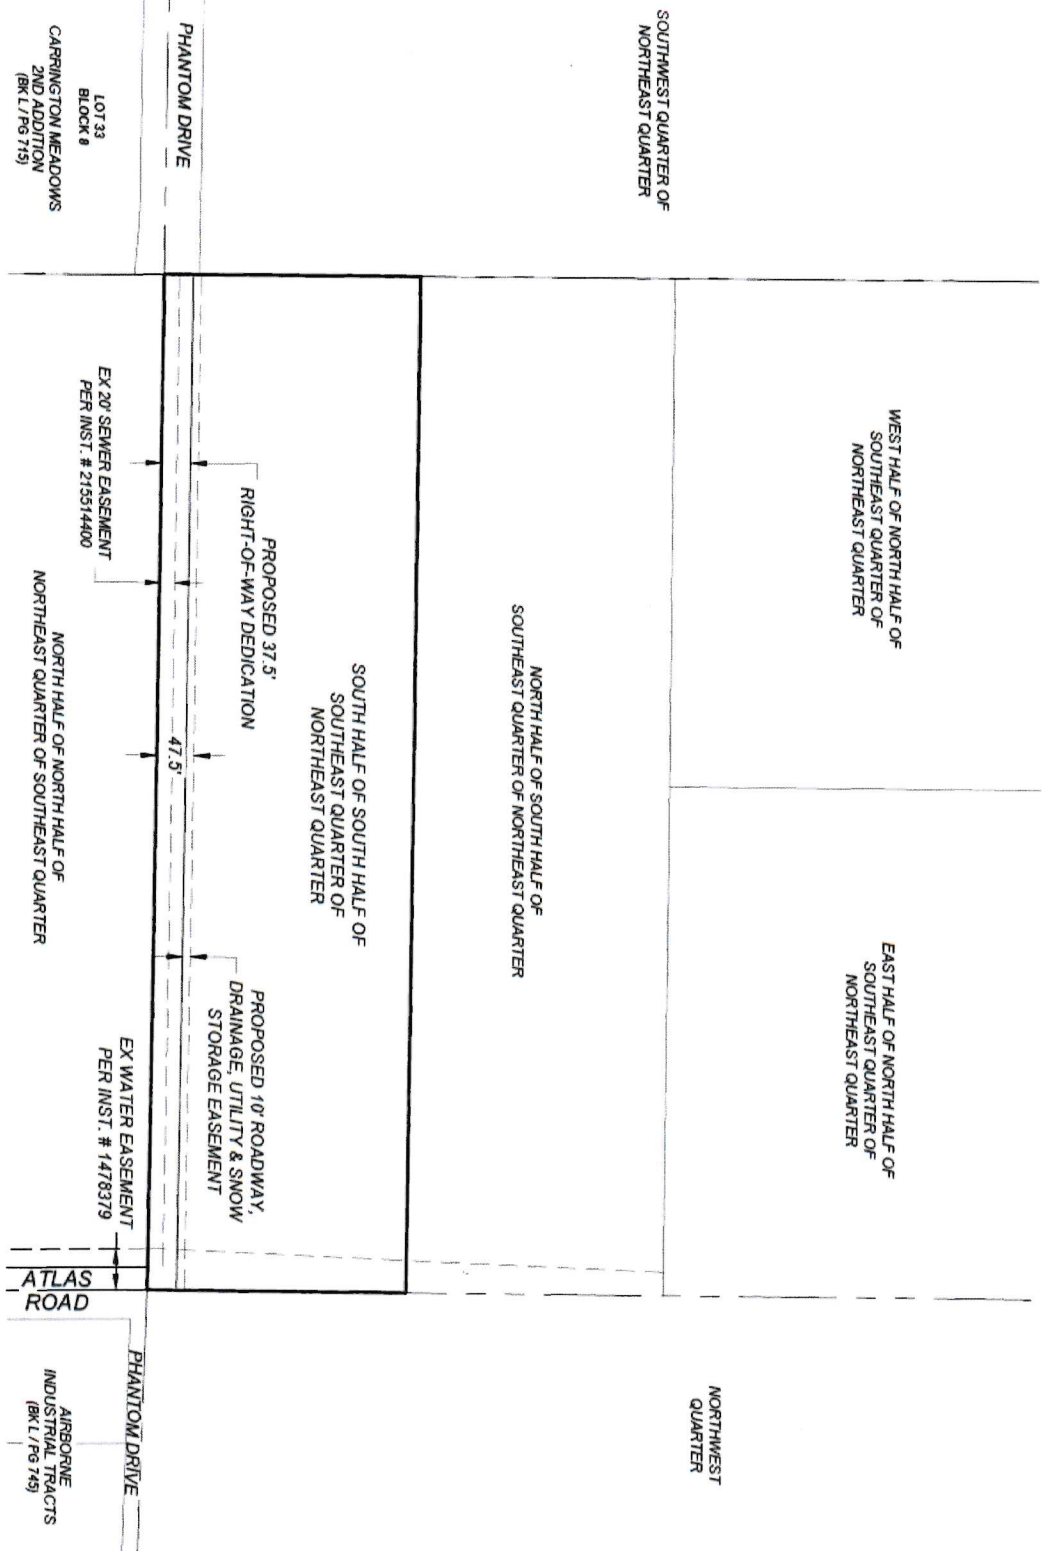 SOUTHWEST QUARTER OF
NORTHEAST QUARTER
WEST HALF OF NORTH HALF OF
SOUTHEAST QUARTER OF
NORTHEAST QUARTER
EAST HALF OF NORTH HALF OF
SOUTHEAST QUARTER OF
NORTHEAST QUARTER
NORTHWEST
QUARTER
NORTH HALF OF SOUTH HALF OF
SOUTHEAST QUARTER OF NORTHEAST QUARTER
SOUTH HALF OF SOUTH HALF OF
SOUTHEAST QUARTER OF
NORTHEAST QUARTER
PROPOSED 37.5'
RIGHT-OF-WAY DEDICATION
PROPOSED 10' ROADWAY,
DRAINAGE, UTILITY & SNOW
STORAGE EASEMENT
PHANTOM DRIVE
47.5'
LOT 33
BLOCK 8
CARRINGTON MEADOWS
2ND ADDITION
(BK L / PG 715)
EX 20' SEWER EASEMENT
PER INST. # 215514400
NORTH HALF OF NORTH HALF OF
NORTHEAST QUARTER OF SOUTHEAST QUARTER
EX WATER EASEMENT
PER INST. # 1478379
ATLAS
ROAD
PHANTOM DRIVE
AIRBORNE
INDUSTRIAL TRACTS
(BK L / PG 745)